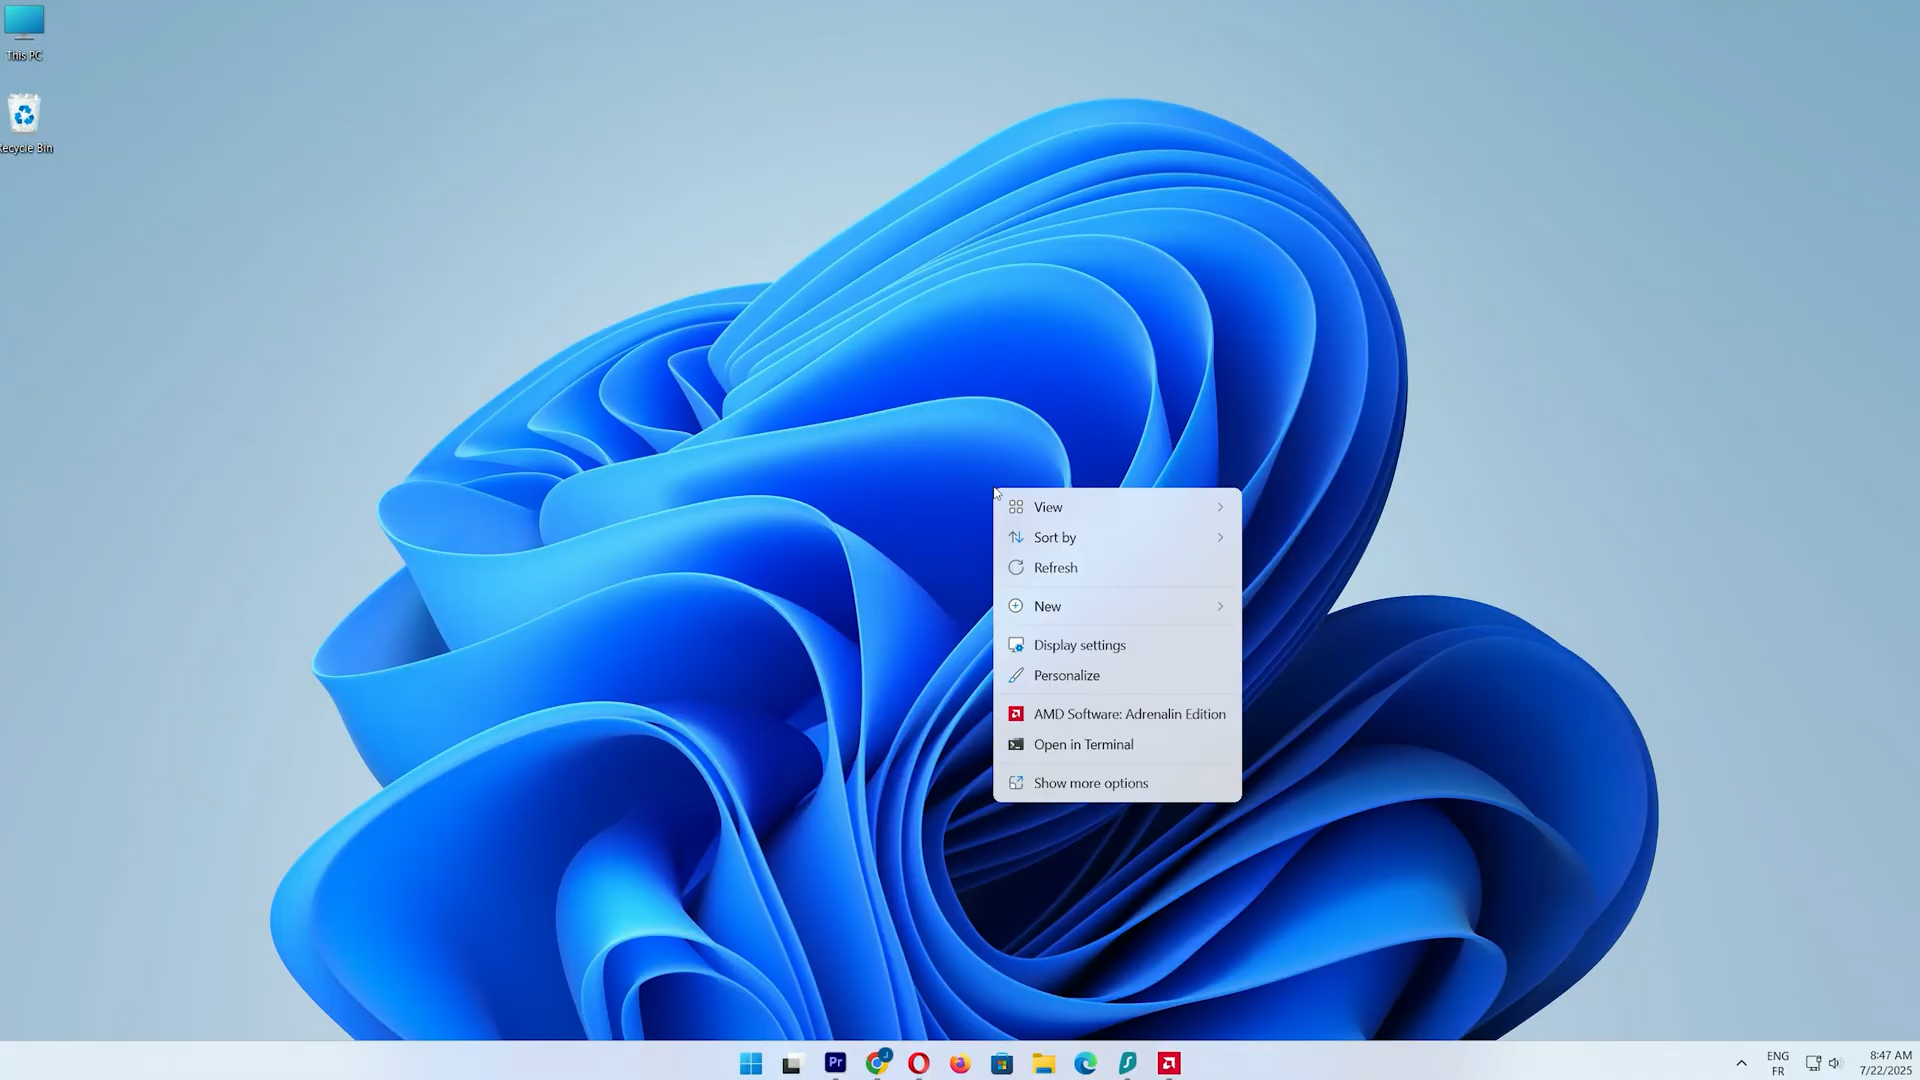 This PC
Recycle Bin
View
Sort by
Refresh
New
Display settings
Personalize
AMD Software: Adrenalin Edition
Open in Terminal
Show more options
Pr
J
ENG
FR
8:47 AM
7/22/2025